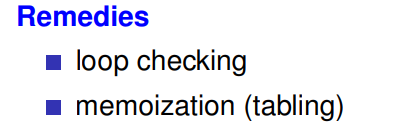 Remedies
loop checking
memoization (tabling)